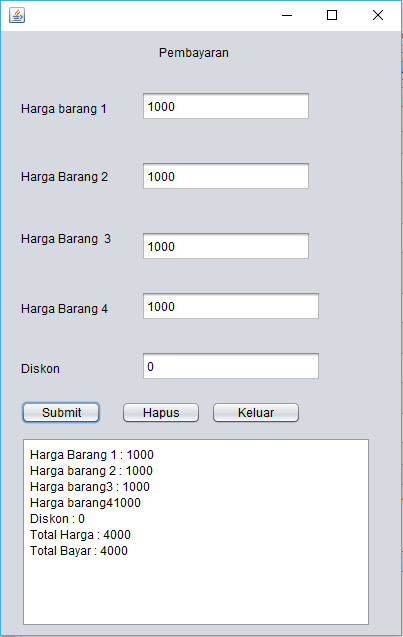 Pembayaran
Harga barang 1 1000
Harga Barang 2 1000
Harga Barang  3 1000
Harga Barang 4 1000
Diskon 0
Submit Hapus Keluar
Harga Barang 1 : 1000
Harga barang 2 : 1000
Harga barang3 : 1000
Harga barang41000
Diskon : 0
Total Harga : 4000
Total Bayar : 4000